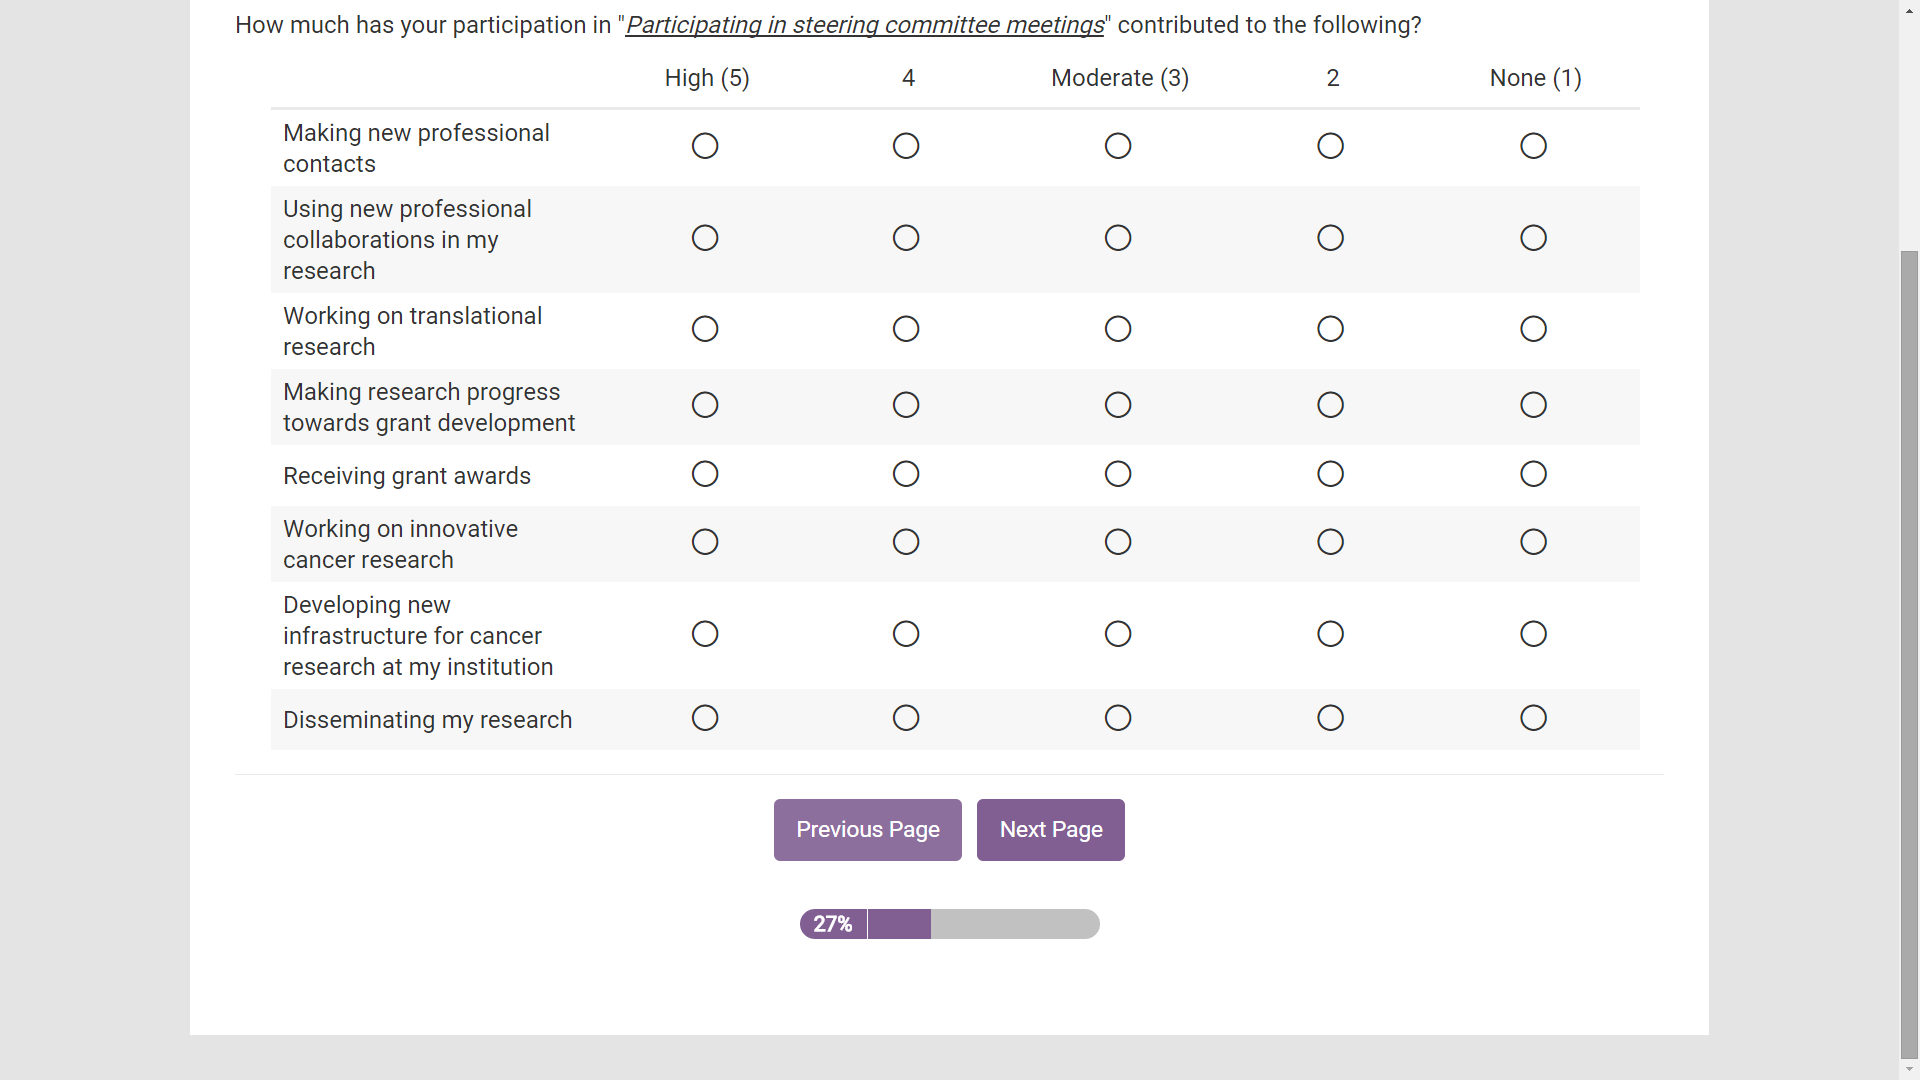 How much has your participation in "Participating in steering committee meetings" contributed to the following?
High (5) 4 Moderate (3) 2 None (1)
Making new professional
contacts
Using new professional
collaborations in my
research
Working on translational
research
Making research progress
towards grant development
Receiving grant awards
Working on innovative
cancer research
Developing new
infrastructure for cancer
research at my institution
Disseminating my research
Previous Page Next Page
27%